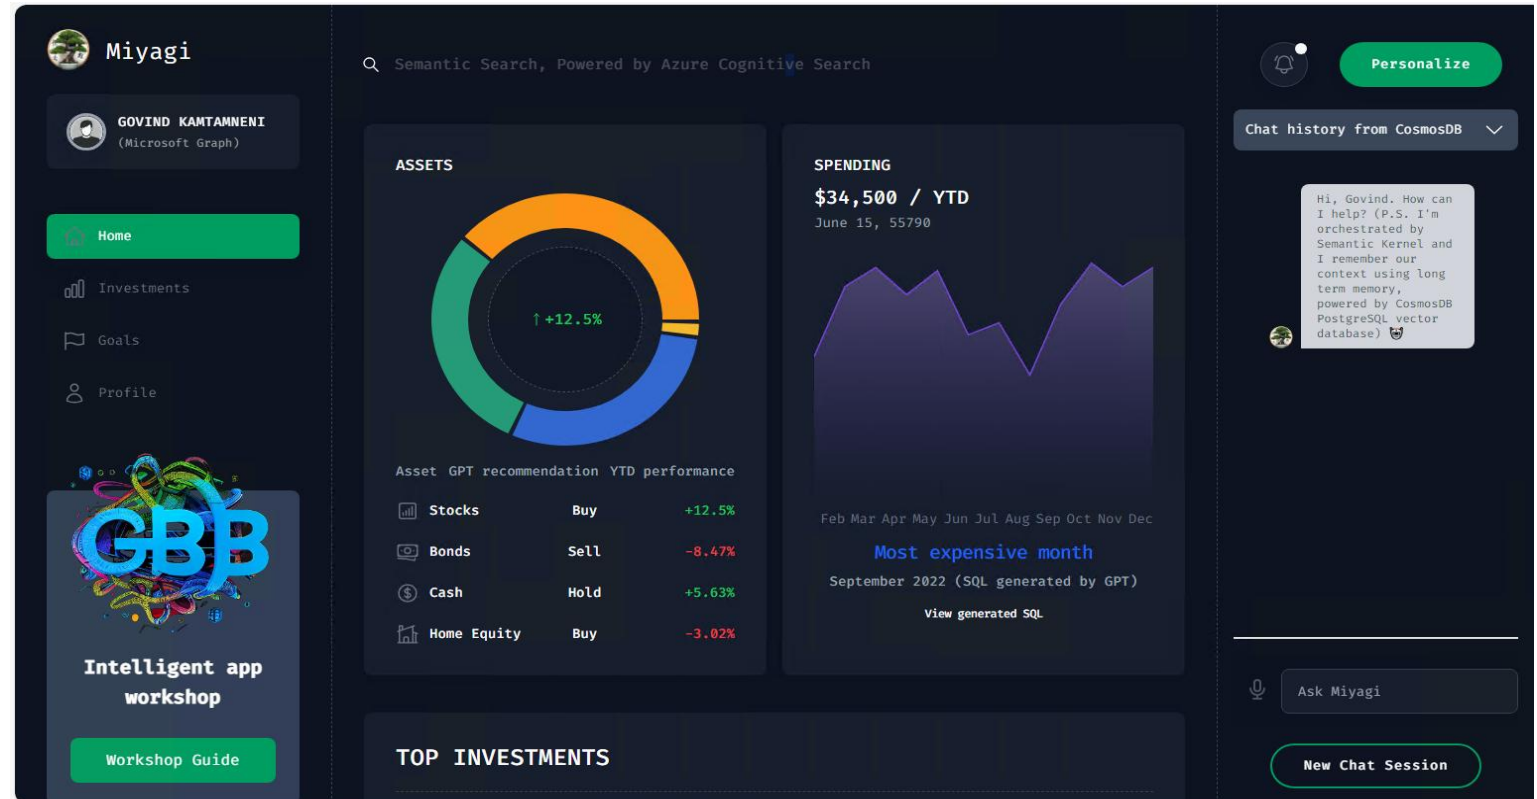 Miyagi
GOVIND KAMTAMNENI
(Microsoft Graph)
Home
Investments
Goals
Profile
GBB
Intelligent app
workshop
Workshop Guide
Semantic Search, Powered by Azure Cognitive Search
ASSETS
↑+12.5%
Asset GPT recommendation YTD performance
Stocks Buy +12.5%
Bonds Sell -8.47%
Cash Hold +5.63%
Home Equity Buy -3.02%
SPENDING
$34,500 / YTD
June 15, 55790
Feb Mar Apr May Jun Jul Aug Sep Oct Nov Dec
Most expensive month
September 2022 (SQL generated by GPT)
View generated SQL
TOP INVESTMENTS
Personalize
Chat history from CosmosDB
Hi, Govind. How can
I help? (P.S. I'm
orchestrated by
Semantic Kernel and
I remember our
context using long
term memory,
powered by CosmosDB
PostgreSQL vector
database)
Ask Miyagi
New Chat Session